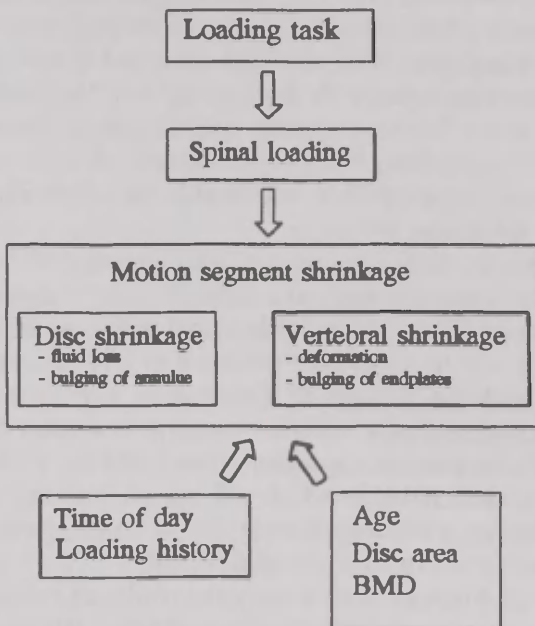 Loading task
Spinal loading
Motion segment shrinkage
Disc shrinkage
- fluid loss
- bulging of annulus
Vertebral shrinkage
- deformation
- bulging of endplates
Time of day
Loading history
Age
Disc area
BMD